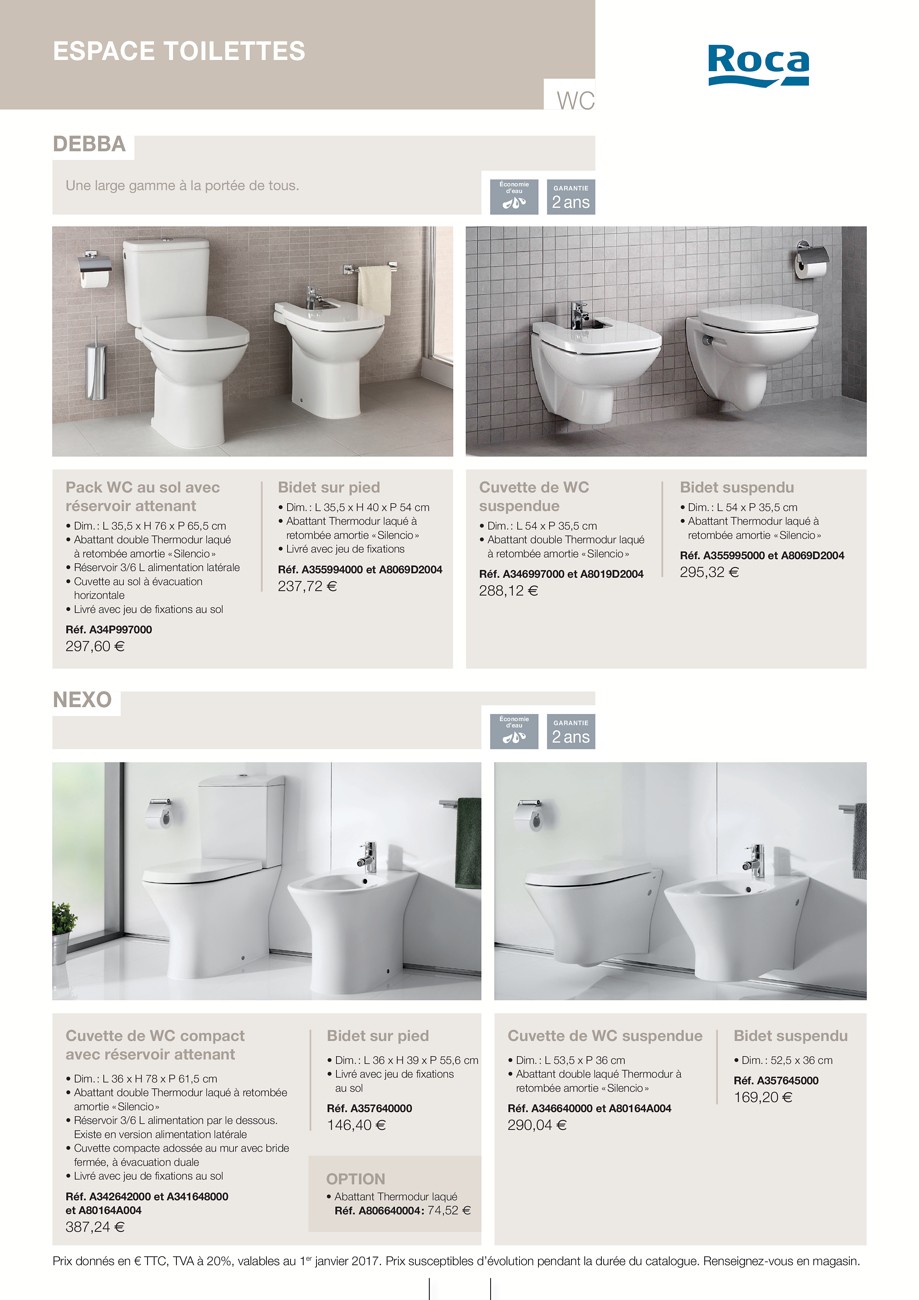 ESPACE TOILETTES
Roca
WC
DEBBA
Une large gamme à la portée de tous.
Économie
d'eau
GARANTIE
2 ans
Pack WC au sol avec
réservoir attenant
• Dim. : L 35,5 x H 76 x P 65,5 cm
• Abattant double Thermodur laqué
à retombée amortie «Silencio»
• Réservoir 3/6 L alimentation latérale
• Cuvette au sol à évacution
horizontale
• Livré avec jeu de fixations au sol
Réf. A34P997000
297,60 €
Bidet sur pied
• Dim. : L 35,5 x H 40 x P 54 cm
• Abattant Thermodur laqué à
retombée amortie «Silencio»
• Livré avec jeu de fixations
Réf. A355994000 et A8069D2004
237,72 €
Cuvette de WC
suspendue
• Dim. : L 54 x P 35,5 cm
• Abattant double Thermodur laqué
à retombée amortie «Silencio»
Réf. A346997000 et A8019D2004
288,12 €
Bidet suspendu
• Dim. : L 54 x P 35,5 cm
• Abattant Thermodur laqué à
retombée amortie «Silencio»
Réf. A355995000 et A8069D2004
295,32 €
NEXO
Économie
d'eau
GARANTIE
2 ans
Cuvette de WC compact
avec réservoir attenant
• Dim. : L 36 x H 78 x P 61,5 cm
• Abattant double Thermodur laqué à retombée
amortie «Silencio»
• Réservoir 3/6 L alimentation par le dessous.
Existe en version alimentation latérale
• Cuvette compacte adossée au mur avec bride
fermée, à évacution duale
• Livré avec jeu de fixations au sol
Réf. A342642000 et A341648000
et A80164A004
387,24 €
Bidet sur pied
• Dim. : L 36 x H 39 x P 55,6 cm
• Livré avec jeu de fixations
au sol
Réf. A357640000
146,40 €
OPTION
• Abattant Thermodur laqué
Réf. A806640004 : 74,52 €
Cuvette de WC suspendue
• Dim. : L 53,5 x P 36 cm
• Abattant double laqué Thermodur à
retombée amortie «Silencio»
Réf. A346640000 et A80164A004
290,04 €
Bidet suspendu
• Dim. : 52,5 x 36 cm
Réf. A357645000
169,20 €
Prix donnés en € TTC, TVA à 20%, valables au 1er janvier 2017. Prix susceptibles d'évolution pendant la durée du catalogue. Renseignez-vous en magasin.